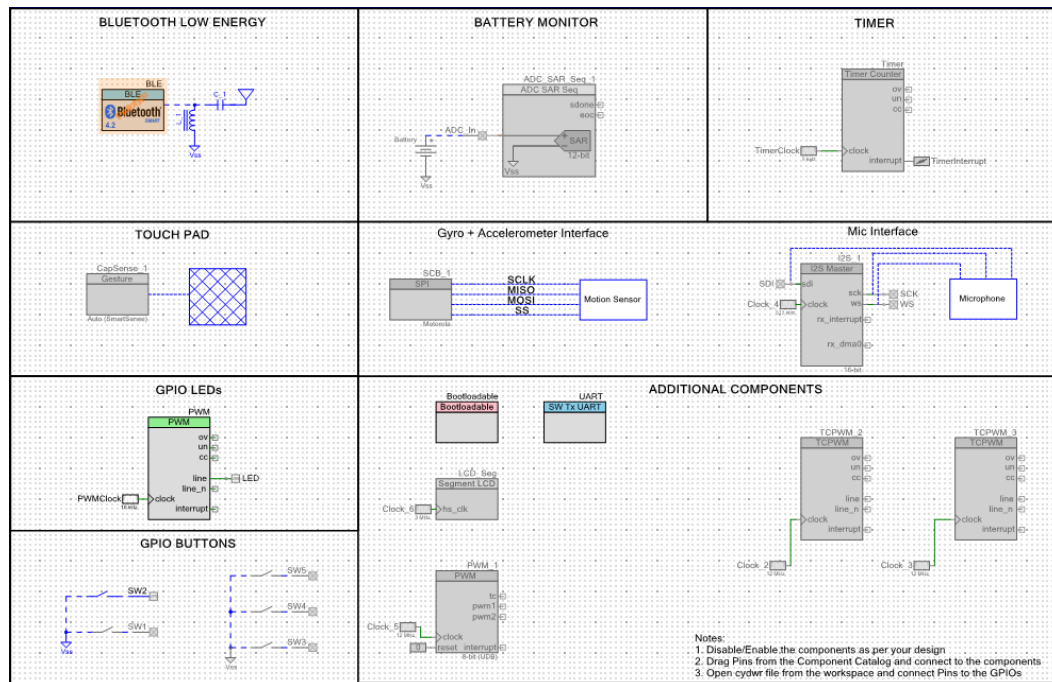 BLUETOOTH LOW ENERGY
BLE
BLE
Bluetooth
SMART
4.2
C_1
L_1
Vss
BATTERY MONITOR
ADC_SAR_Seq_1
ADC SAR Seq
sdone
eoc
Battery
ADC_In
SAR
12-bit
Vss
Vss
TIMER
Timer
Timer Counter
ov
un
cc
TimerClock
clock
interrupt
TimerInterrupt
TOUCH PAD
CapSense_1
Gesture
Auto (SmartSense)
Gyro + Accelerometer Interface
SCB_1
SPI
SCLK
MISO
MOSI
SS
Motorola
Motion Sensor
Mic Interface
I2S_1
I2S Master
SDI
sdi
Clock_4
clock
sck
ws
SCK
WS
rx_interrupt
rx_dma0
16-bit
Microphone
GPIO LEDs
PWM
PWM
ov
un
cc
line
LED
line_n
PWMClock
clock
interrupt
GPIO BUTTONS
SW2
SW1
Vss
SW5
SW4
SW3
Vss
ADDITIONAL COMPONENTS
Bootloadable
Bootloadable
UART
SW Tx UART
LCD_Seg
Segment LCD
Clock_6
hs_clk
PWM_1
PWM
tc
pwm1
pwm2
Clock_5
12 MHz
clock
0
reset
interrupt
8-bit (UDB)
TCPWM_2
TCPWM
ov
un
cc
line
line_n
clock
interrupt
Clock_2
12 MHz
TCPWM_3
TCPWM
ov
un
cc
line
line_n
clock
interrupt
Clock_3
12 MHz
Notes:
1. Disable/Enable the components as per your design
2. Drag Pins from the Component Catalog and connect to the components
3. Open cydwr file from the workspace and connect Pins to the GPIOs